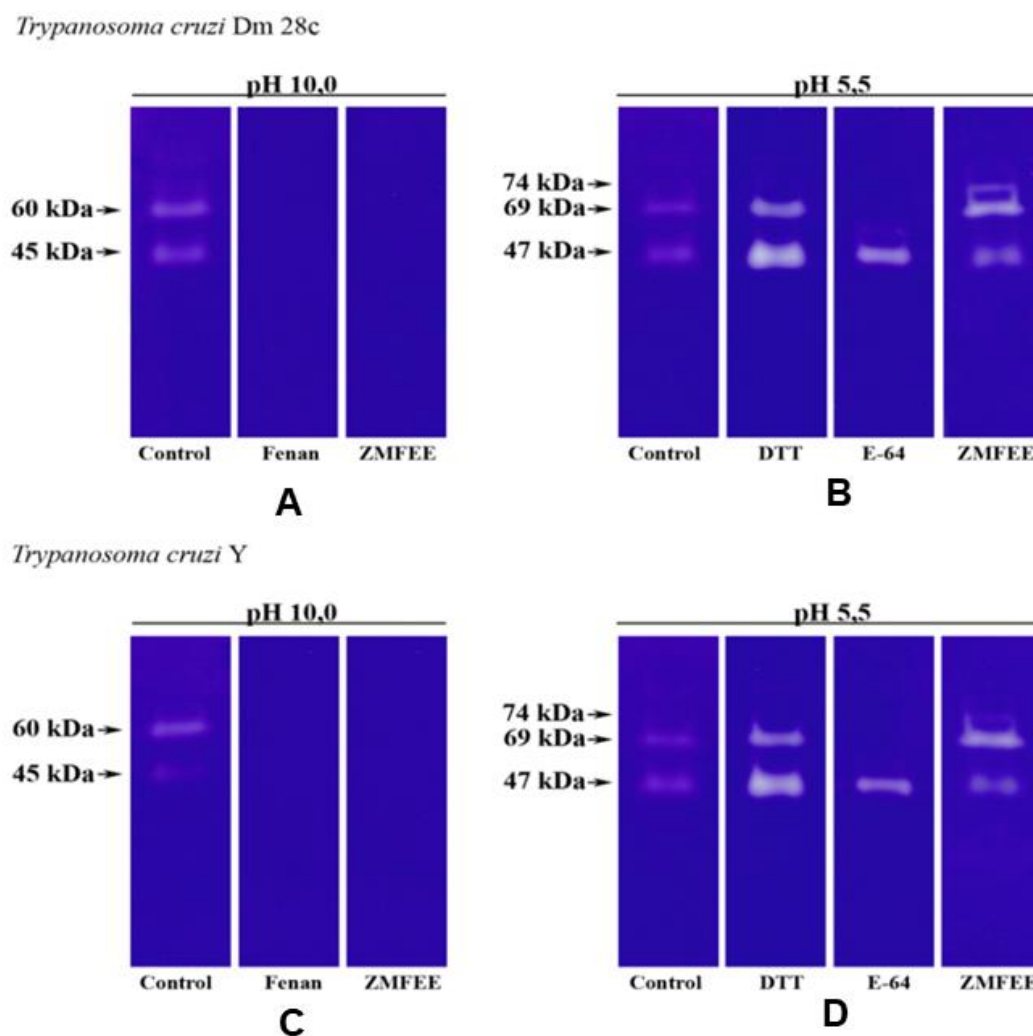 Trypanosoma cruzi Dm 28c
pH 10,0
60 kDa→
45 kDa→
Control Fenan ZMFEE
A
pH 5,5
74 kDa→
69 kDa→
47 kDa→
Control DTT E-64 ZMFEE
B
Trypanosoma cruzi Y
pH 10,0
60 kDa→
45 kDa→
Control Fenan ZMFEE
C
pH 5,5
74 kDa→
69 kDa→
47 kDa→
Control DTT E-64 ZMFEE
D